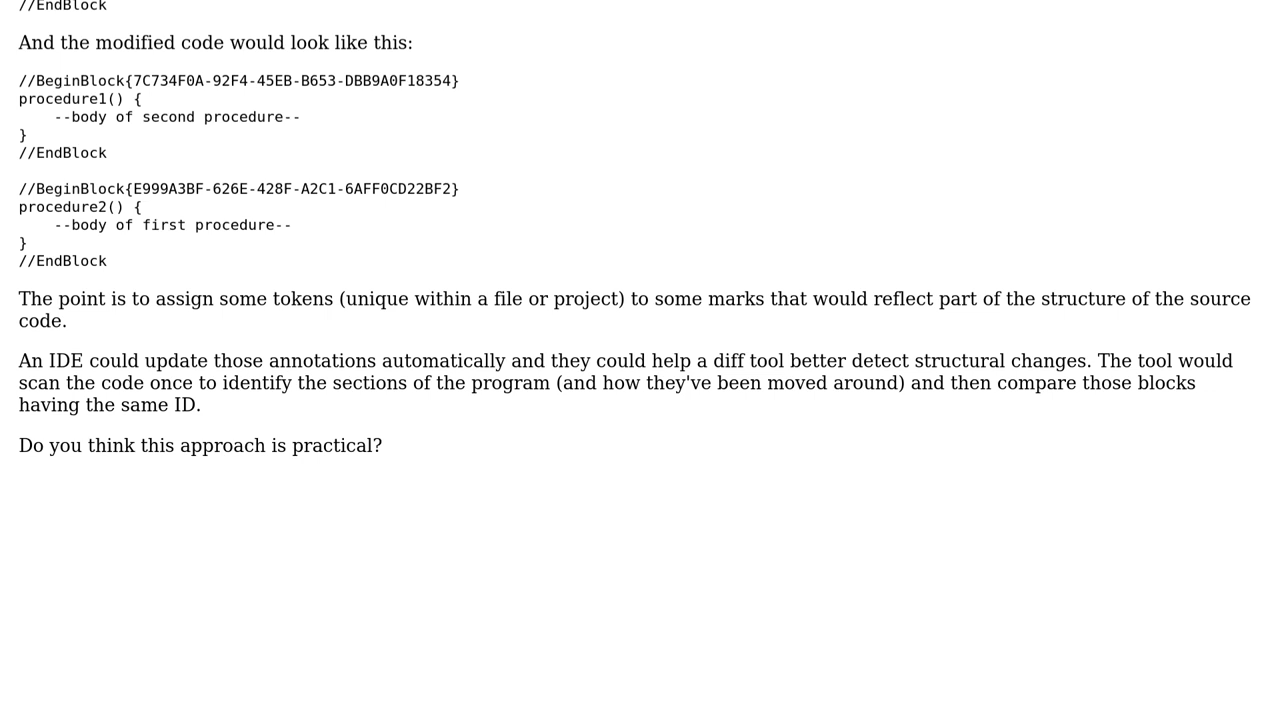 //EndBlock
And the modified code would look like this:
//BeginBlock{7C734F0A-92F4-45EB-B653-DBB9A0F18354}
procedure1() {
    --body of second procedure--
}
//EndBlock
//BeginBlock{E999A3BF-626E-428F-A2C1-6AFF0CD22BF2}
procedure2() {
    --body of first procedure--
}
//EndBlock
The point is to assign some tokens (unique within a file or project) to some marks that would reflect part of the structure of the source
code.
An IDE could update those annotations automatically and they could help a diff tool better detect structural changes. The tool would
scan the code once to identify the sections of the program (and how they've been moved around) and then compare those blocks
having the same ID.
Do you think this approach is practical?